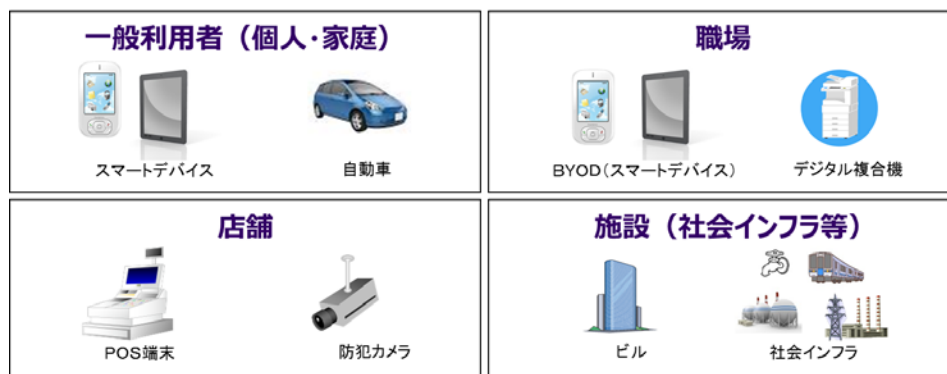 一般利用者（個人・家庭）
スマートデバイス
自動車
職場
BYOD（スマートデバイス）
デジタル複合機
店舗
POS端末
防犯カメラ
施設（社会インフラ等）
ビル
社会インフラ